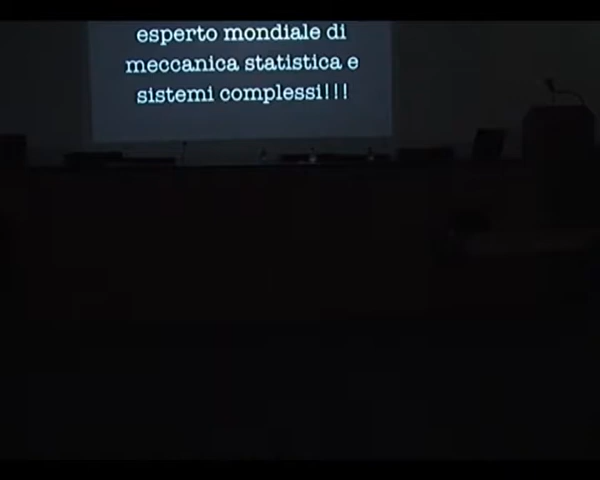 esperto mondiale di
meccanica statistica e
sistemi complessi!!!